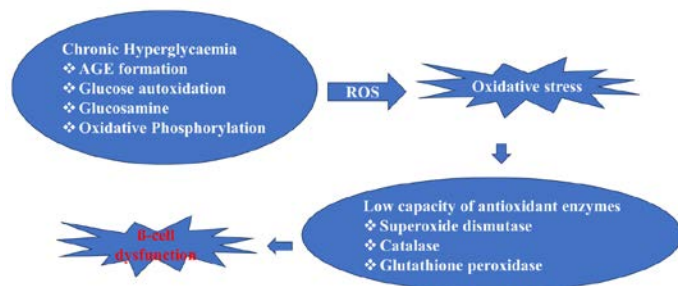 Chronic Hyperglycaemia
❖ AGE formation
❖ Glucose autoxidation
❖ Glucosamine
❖ Oxidative Phosphorylation
ROS
Oxidative stress
Low capacity of antioxidant enzymes
❖ Superoxide dismutase
❖ Catalase
❖ Glutathione peroxidase
ß-cell
dysfunction